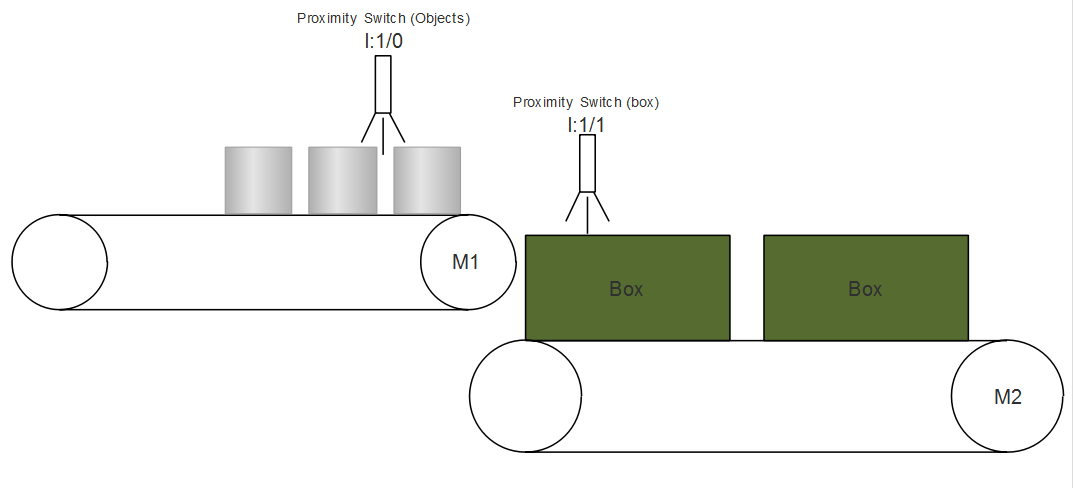 Proximity Switch (Objects)
I:1/0
Proximity Switch (box)
I:1/1
M1
Box
Box
M2